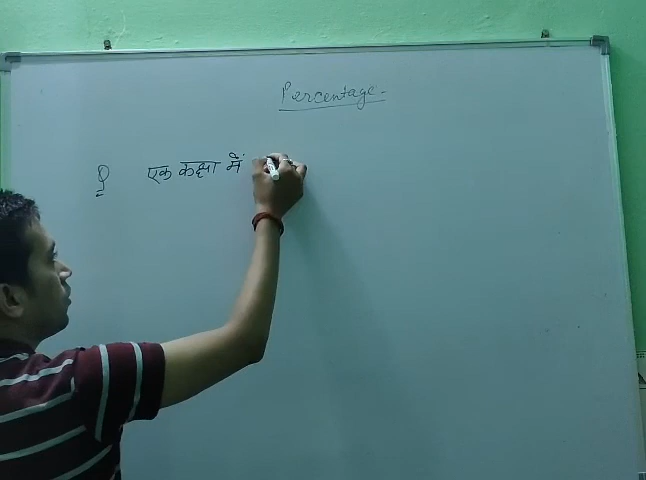 Percentage -
Q एक कक्षा में